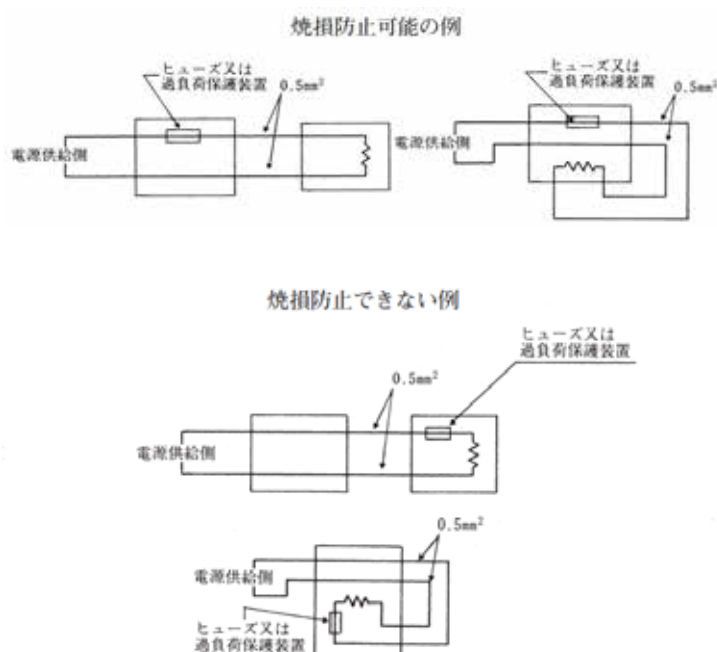 焼損防止可能の例
ヒューズ又は
過負荷保護装置
0.5mm²
電源供給側
ヒューズ又は
過負荷保護装置
0.5mm²
電源供給側
焼損防止できない例
ヒューズ又は
過負荷保護装置
0.5mm²
電源供給側
0.5mm²
電源供給側
ヒューズ又は
過負荷保護装置